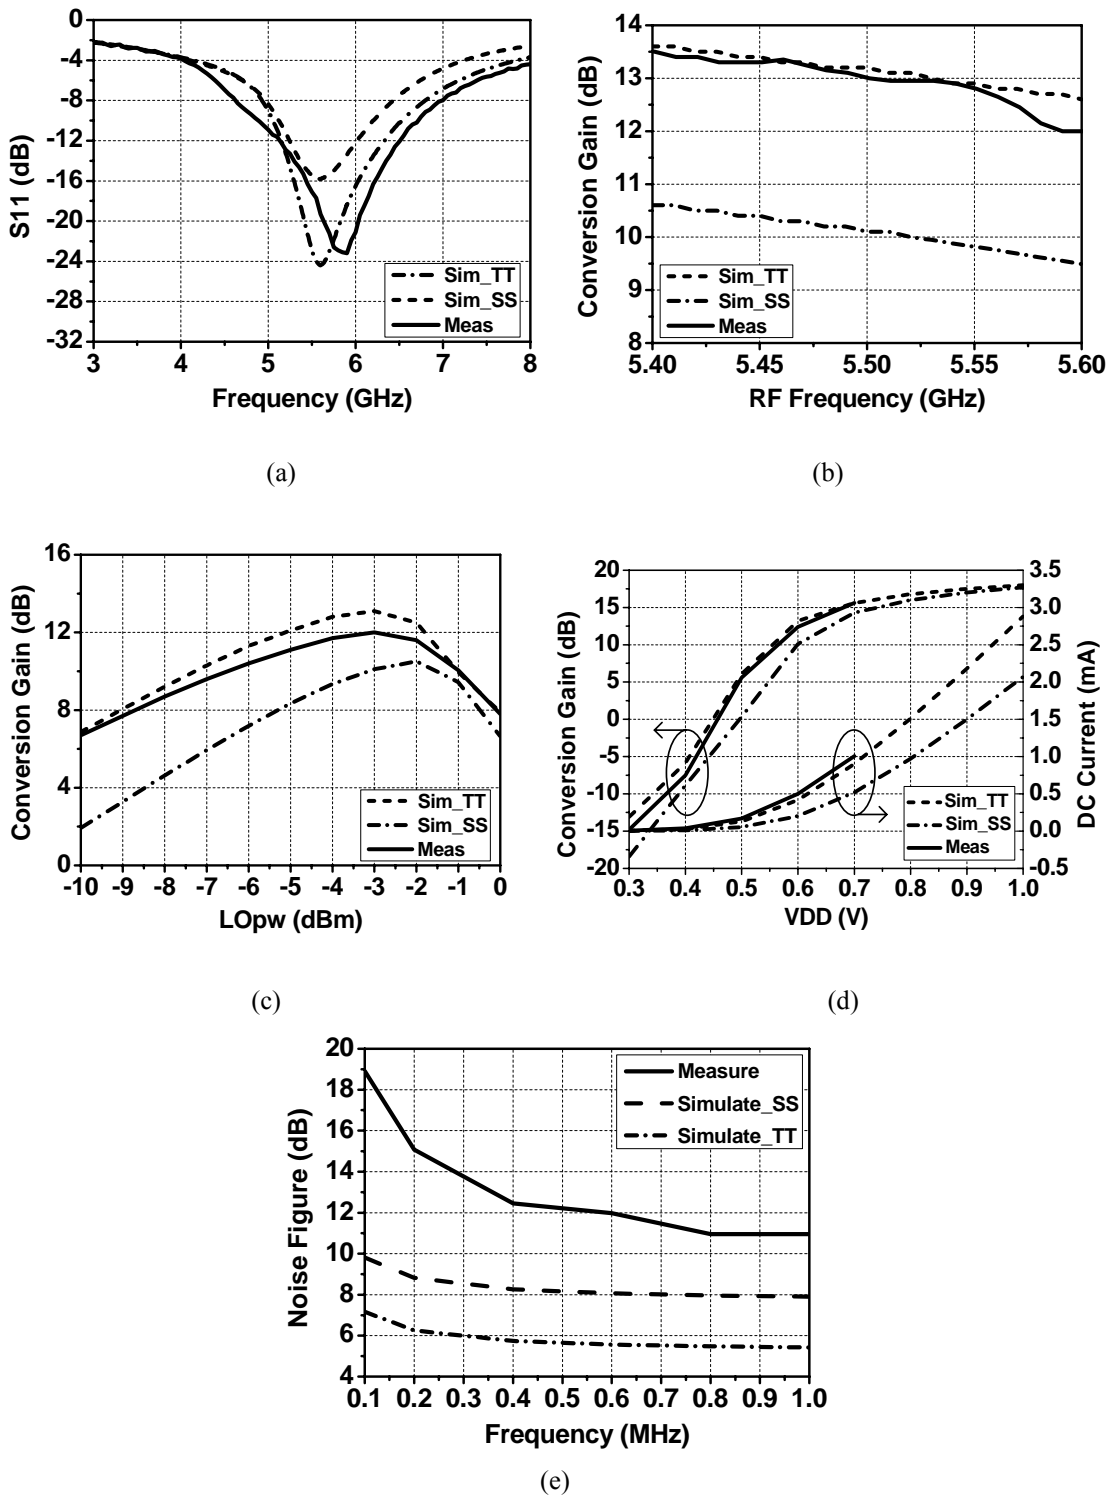 0
-4
-8
-12
-16
-20
-24
-28
-32
S11 (dB)
Sim_TT
Sim_SS
Meas
3 4 5 6 7 8
Frequency (GHz)
(a)
14
13
12
11
10
9
8
Conversion Gain (dB)
Sim_TT
Sim_SS
Meas
5.40 5.45 5.50 5.55 5.60
RF Frequency (GHz)
(b)
16
12
8
4
0
Conversion Gain (dB)
Sim_TT
Sim_SS
Meas
-10 -9 -8 -7 -6 -5 -4 -3 -2 -1 0
LOpw (dBm)
(c)
20
15
10
5
0
-5
-10
-15
-20
Conversion Gain (dB)
3.5
3.0
2.5
2.0
1.5
1.0
0.5
0.0
-0.5
DC Current (mA)
Sim_TT
Sim_SS
Meas
0.3 0.4 0.5 0.6 0.7 0.8 0.9 1.0
VDD (V)
(d)
20
18
16
14
12
10
8
6
4
Noise Figure (dB)
Measure
Simulate_SS
Simulate_TT
0.1 0.2 0.3 0.4 0.5 0.6 0.7 0.8 0.9 1.0
Frequency (MHz)
(e)